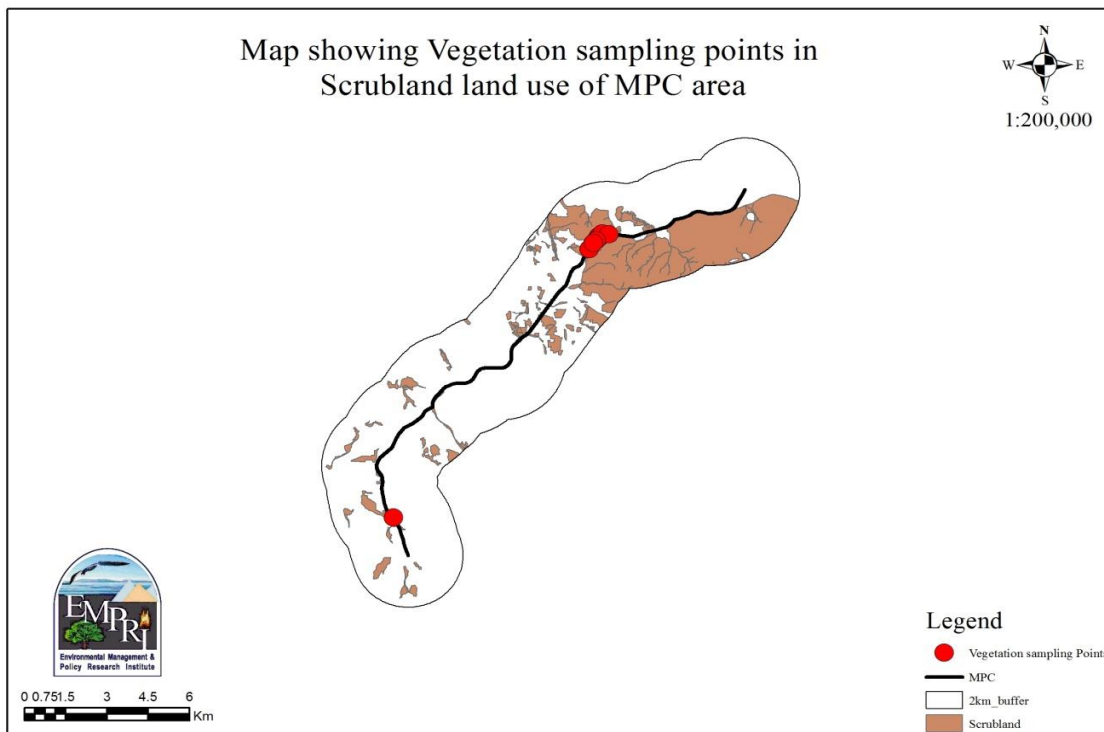 Map showing Vegetation sampling points in
Scrubland land use of MPC area
N
W E
S
1:200,000
EMPRI
Environmental Management &
Policy Research Institute
0 0.751.5 3 4.5 6
Km
Legend
Vegetation sampling Points
MPC
2km_buffer
Scrubland